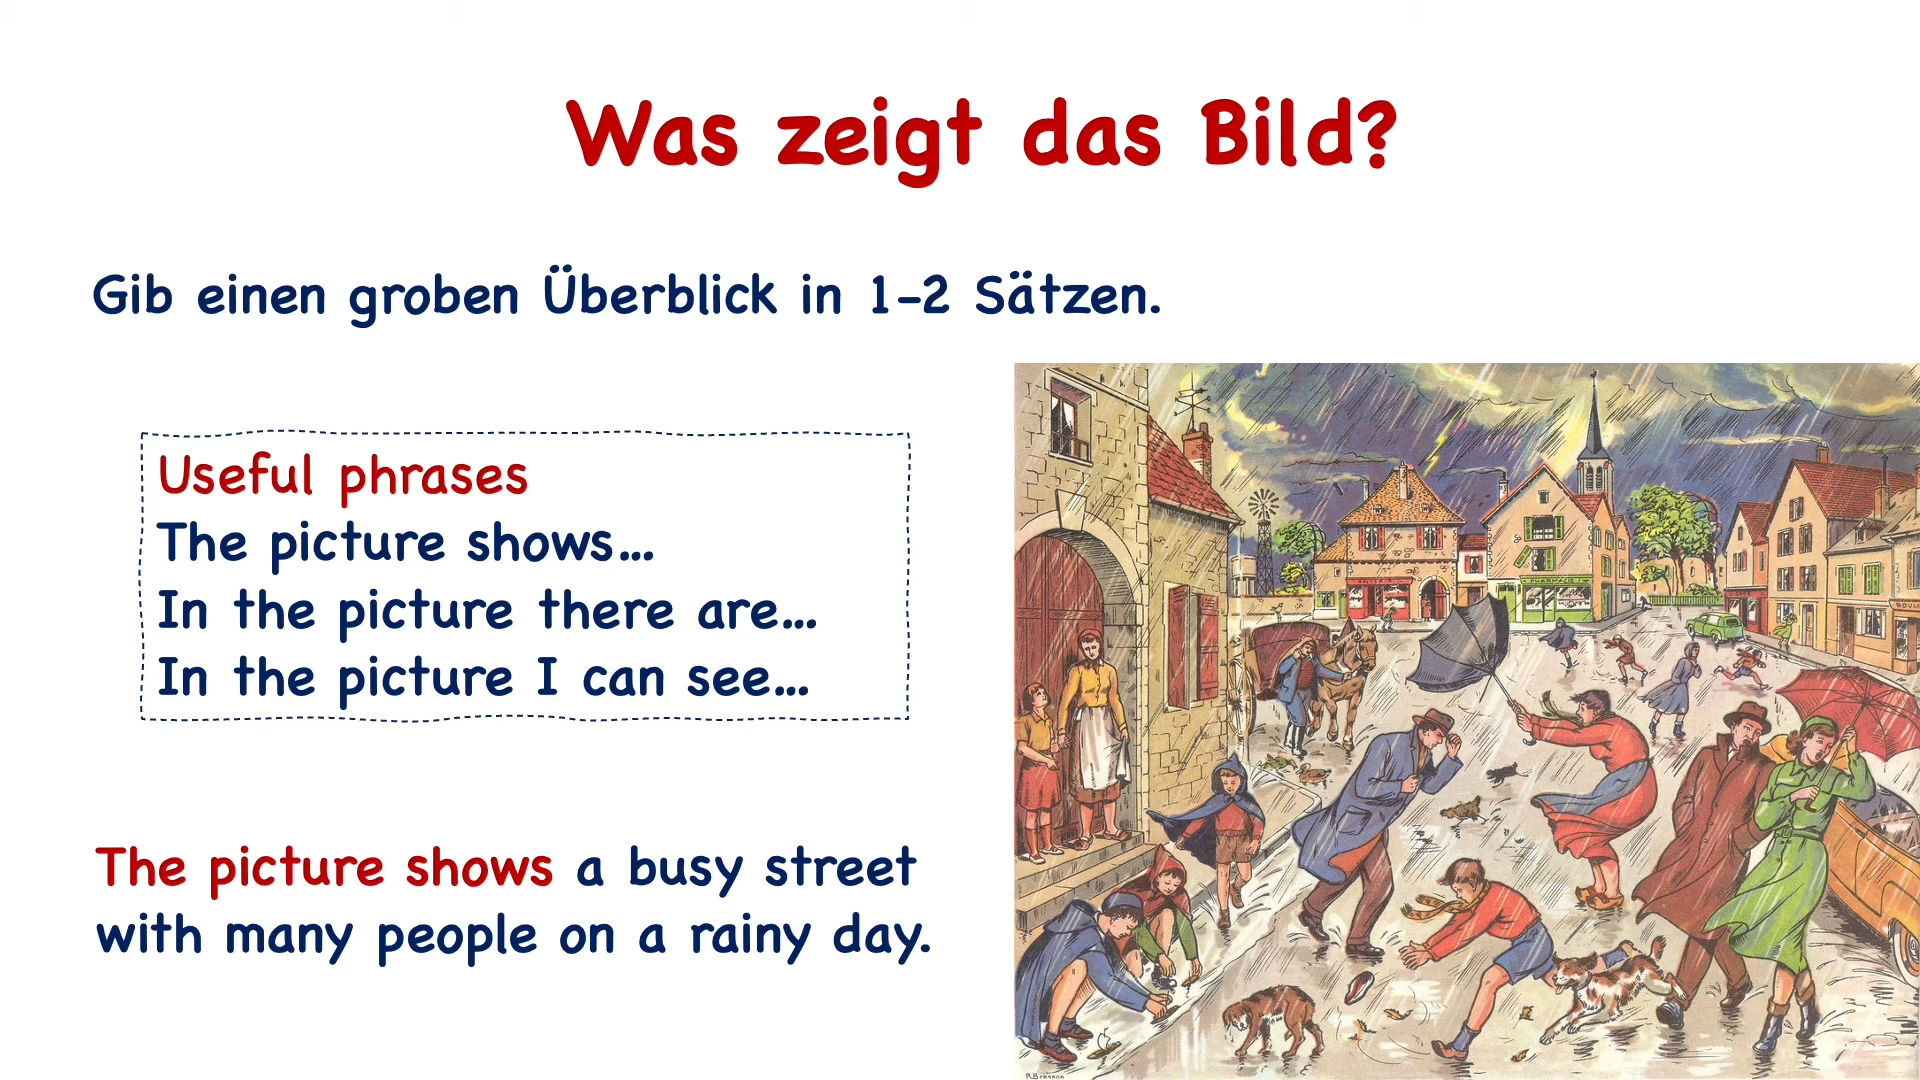 Was zeigt das Bild?
Gib einen groben Überblick in 1-2 Sätzen.
Useful phrases
The picture shows...
In the picture there are...
In the picture I can see...
The picture shows a busy street
with many people on a rainy day.
PHARMACIE